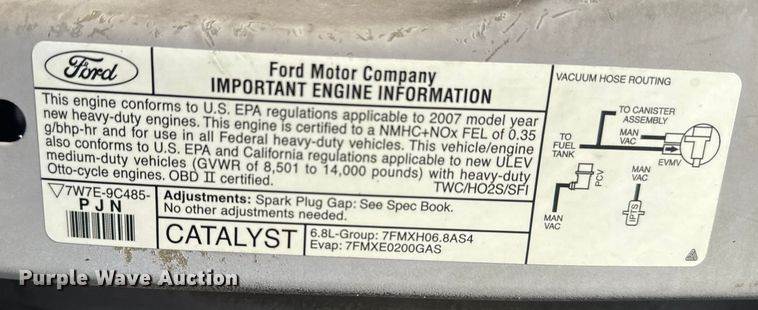 Ford
Ford Motor Company
IMPORTANT ENGINE INFORMATION
This engine conforms to U.S. EPA regulations applicable to 2007 model year
new heavy-duty engines. This engine is certified to a NMHC+NOx FEL of 0.35
g/bhp-hr and for use in all Federal heavy-duty vehicles. This vehicle/engine
also conforms to U.S. EPA and California regulations applicable to new ULEV
medium-duty vehicles (GVWR of 8,501 to 14,000 pounds) with heavy-duty
Otto-cycle engines. OBD II certified.
TWC/HO2S/SFI
7W7E-9C485-
PJN
Adjustments: Spark Plug Gap: See Spec Book.
No other adjustments needed.
CATALYST
6.8L-Group: 7FMXH06.8AS4
Evap: 7FMXE0200GAS
VACUUM HOSE ROUTING
TO CANISTER
ASSEMBLY
TO
FUEL
TANK
MAN
VAC
EVMV
PCV
MAN
VAC
MAN
VAC
IPTS
Purple Wave Auction